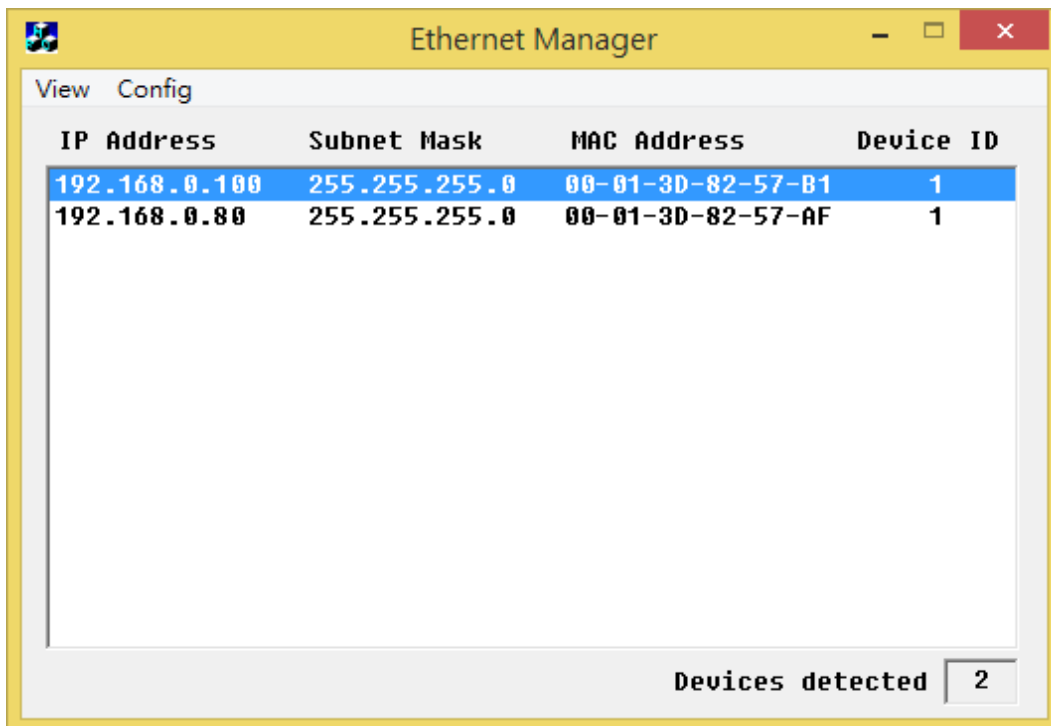 Ethernet Manager
View Config
IP Address Subnet Mask MAC Address Device ID
192.168.0.100 255.255.255.0 00-01-3D-82-57-B1 1
192.168.0.80 255.255.255.0 00-01-3D-82-57-AF 1
Devices detected 2